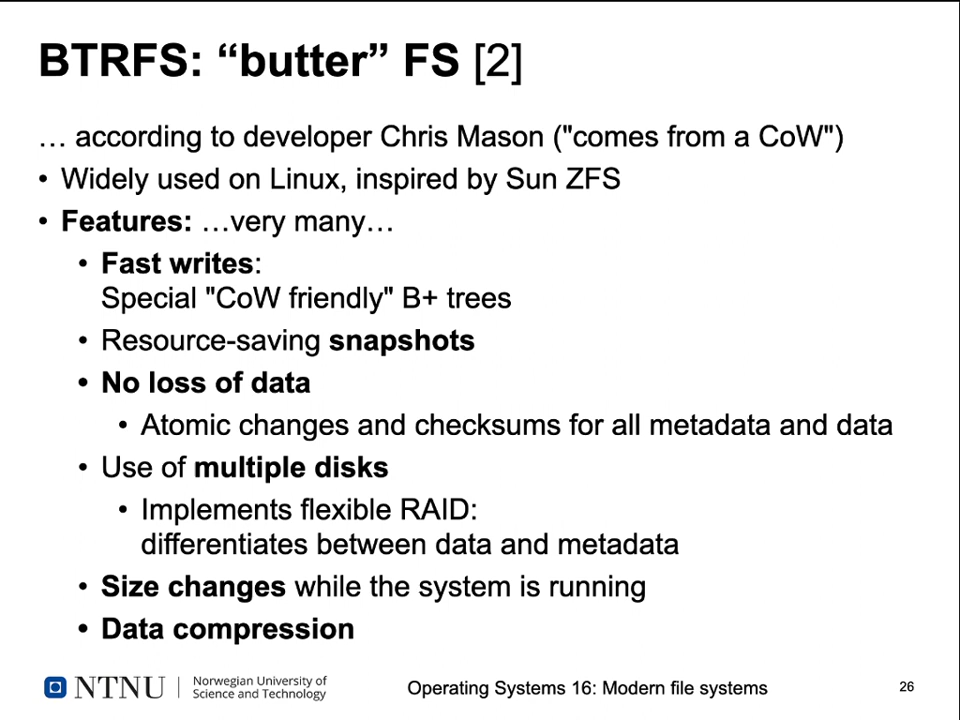 BTRFS: “butter” FS [2]
… according to developer Chris Mason ("comes from a CoW")
• Widely used on Linux, inspired by Sun ZFS
• Features: …very many…
• Fast writes:
Special "CoW friendly" B+ trees
• Resource-saving snapshots
• No loss of data
• Atomic changes and checksums for all metadata and data
• Use of multiple disks
• Implements flexible RAID:
differentiates between data and metadata
• Size changes while the system is running
• Data compression
NTNU
Norwegian University of
Science and Technology
Operating Systems 16: Modern file systems
26